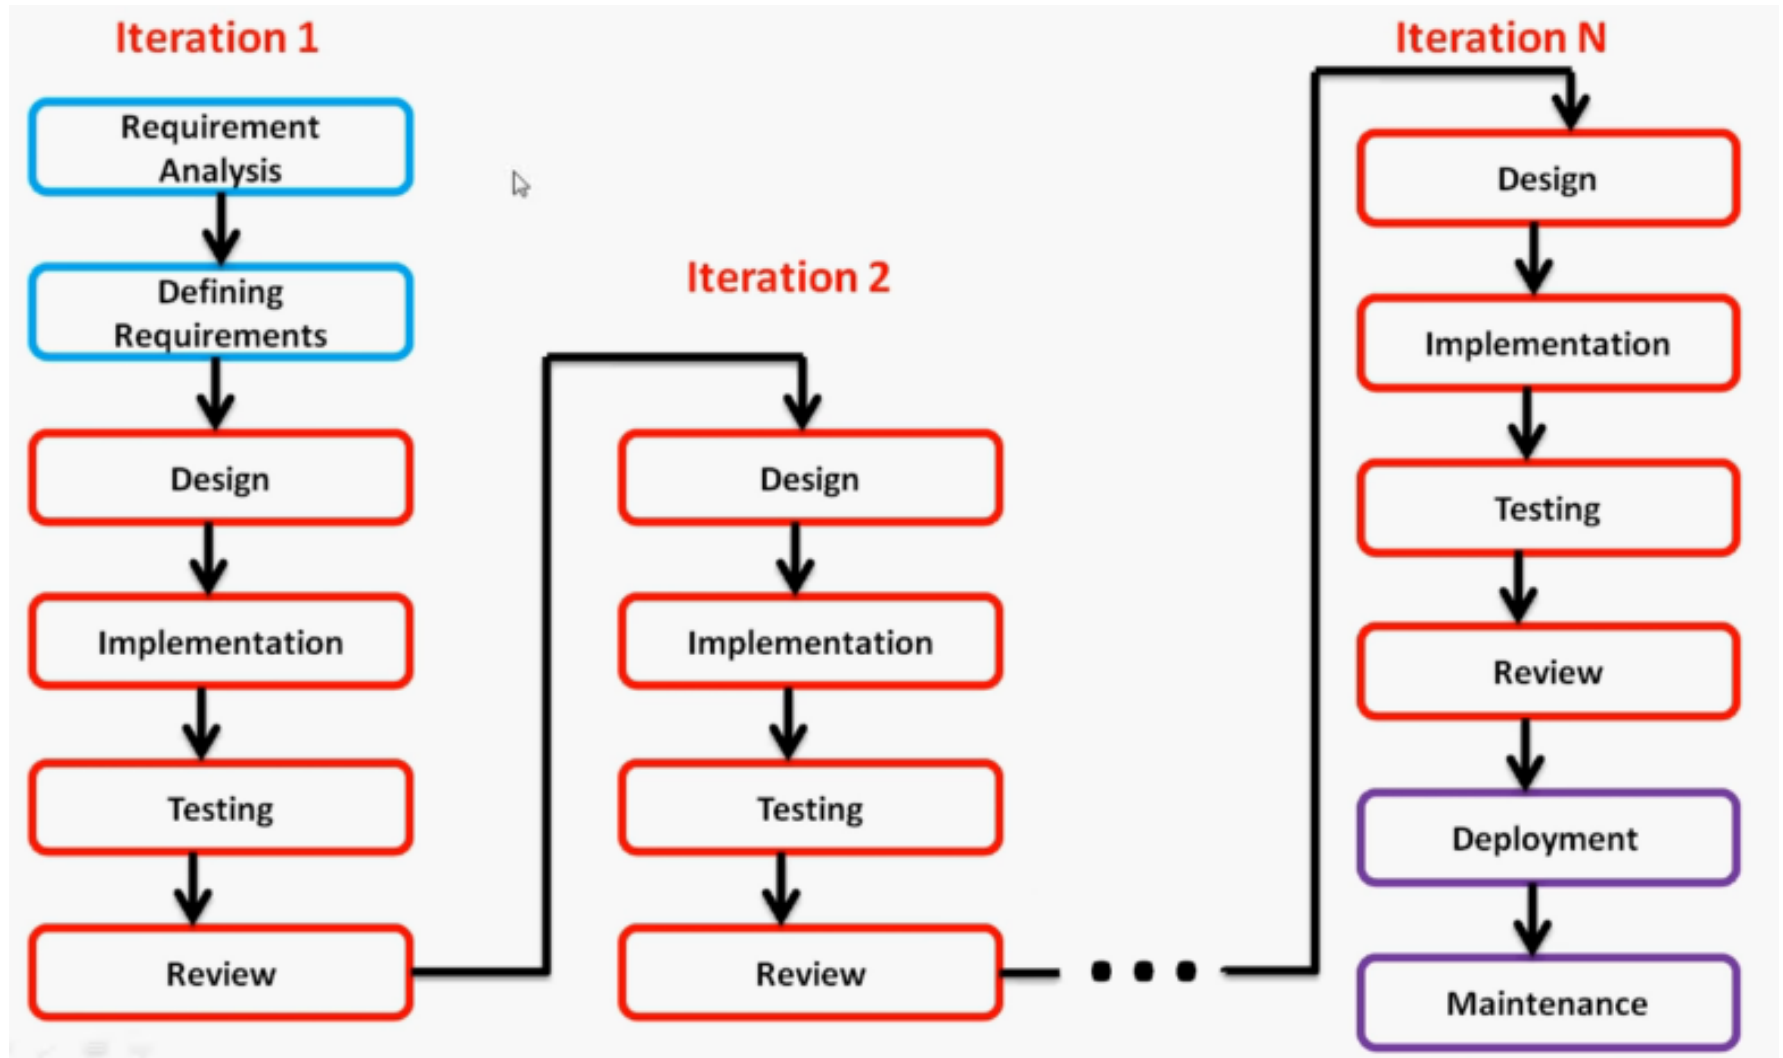 Iteration 1
Requirement
Analysis
Defining
Requirements
Design
Implementation
Testing
Review
Iteration 2
Design
Implementation
Testing
Review
Iteration N
Design
Implementation
Testing
Review
Deployment
Maintenance